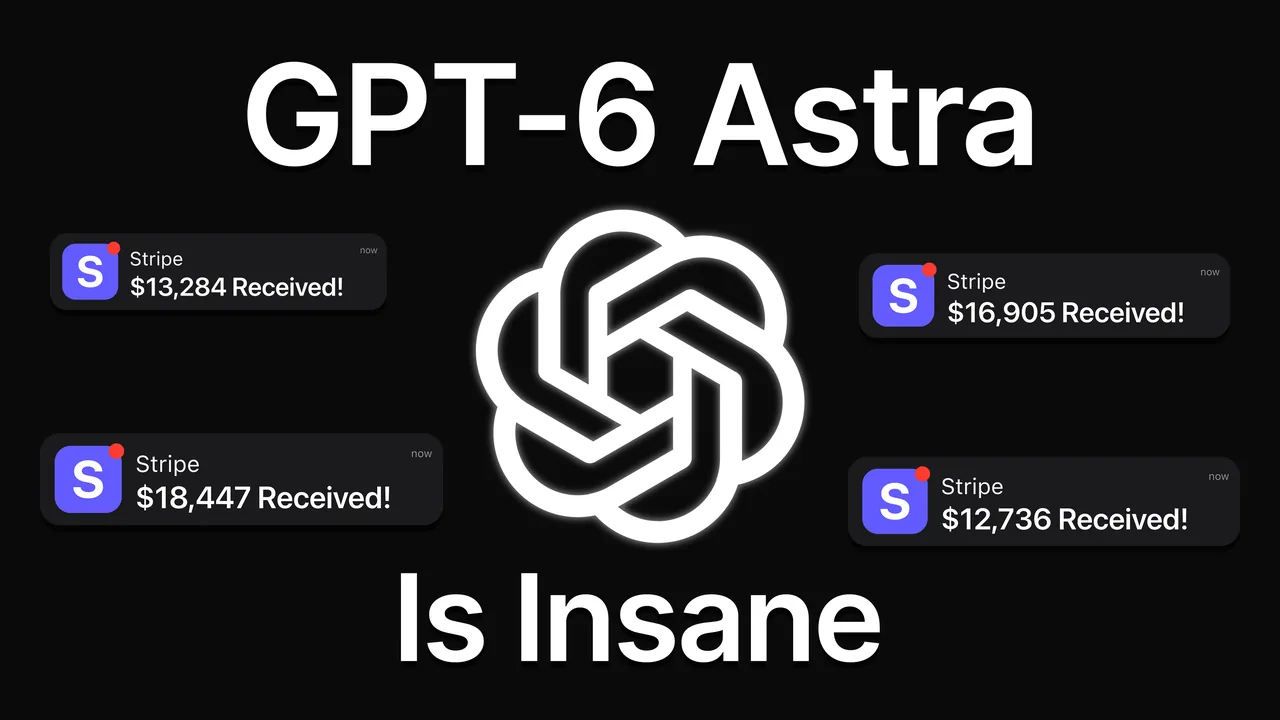 GPT-6 Astra
Stripe
now
$13,284 Received!
Stripe
now
$16,905 Received!
Stripe
now
$18,447 Received!
Stripe
now
$12,736 Received!
S
S
S
S
Is Insane